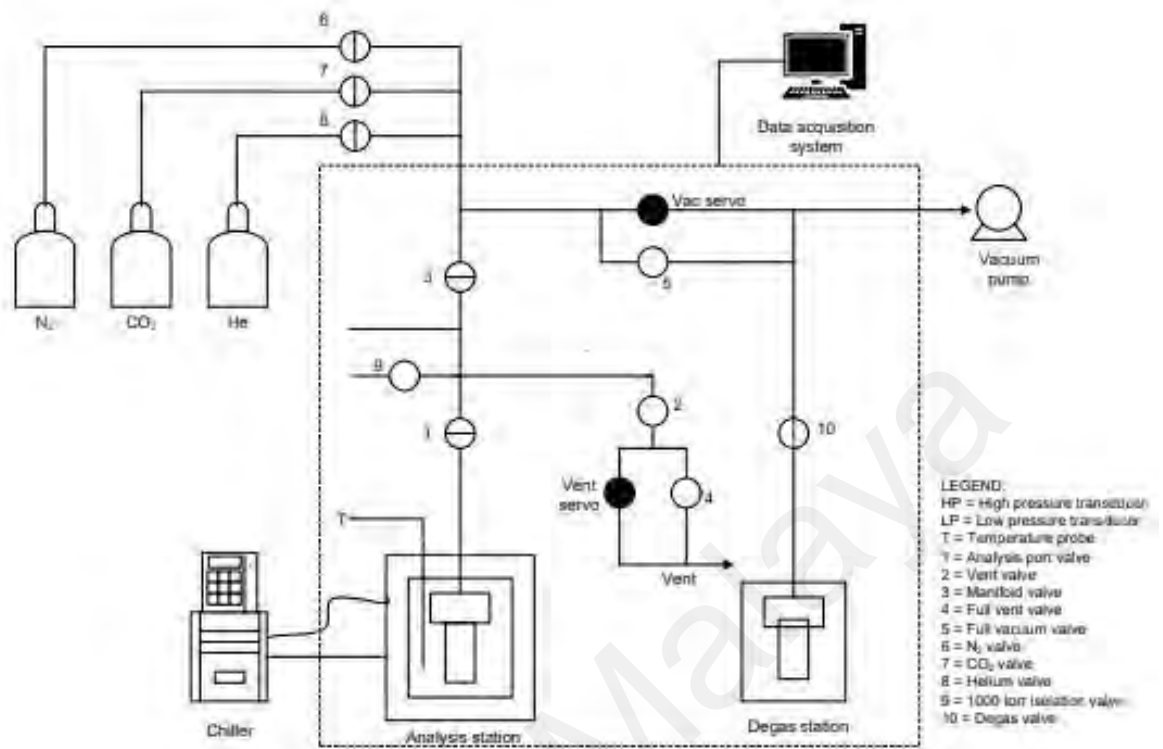 6
7
8
Data acquisition
system
Vac servo
5
Vacuum
pump
N₂
CO₂
He
3
9
2
1
10
Vent
servo
4
T
Vent
LEGEND:
HP = High pressure transducer
LP = Low pressure transducer
T = Temperature probe
1 = Analysis port valve
2 = Vent valve
3 = Manifold valve
4 = Full vent valve
5 = Full vacuum valve
6 = N₂ valve
7 = CO₂ valve
8 = Helium valve
9 = 1000 torr isolation valve
10 = Degas valve
Chiller
Analysis station
Degas station
Malaya